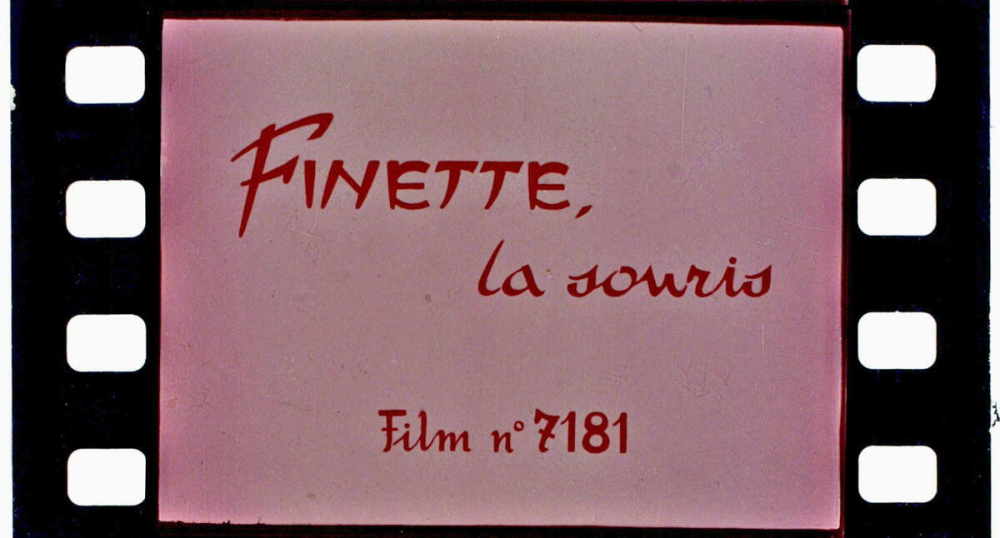 FINETTE,
la souris
Film n° 7181